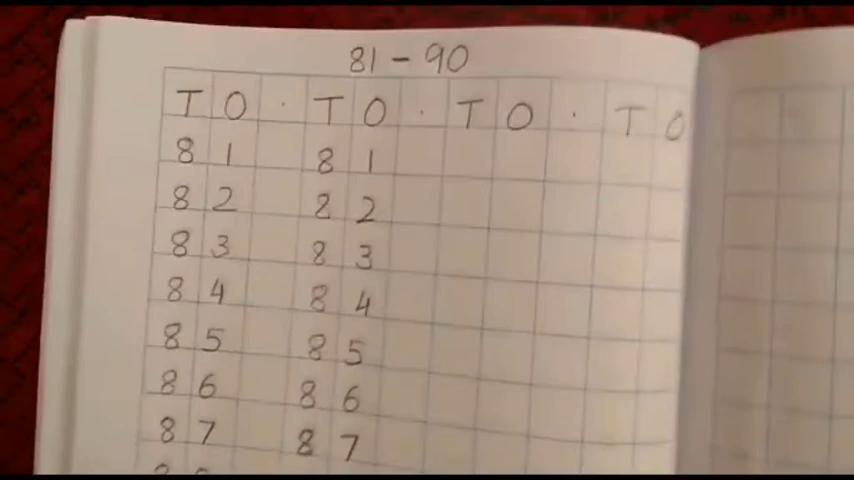 81 - 90
T O . T O . T O . T O
8 1 8 1
8 2 8 2
8 3 8 3
8 4 8 4
8 5 8 5
8 6 8 6
8 7 8 7